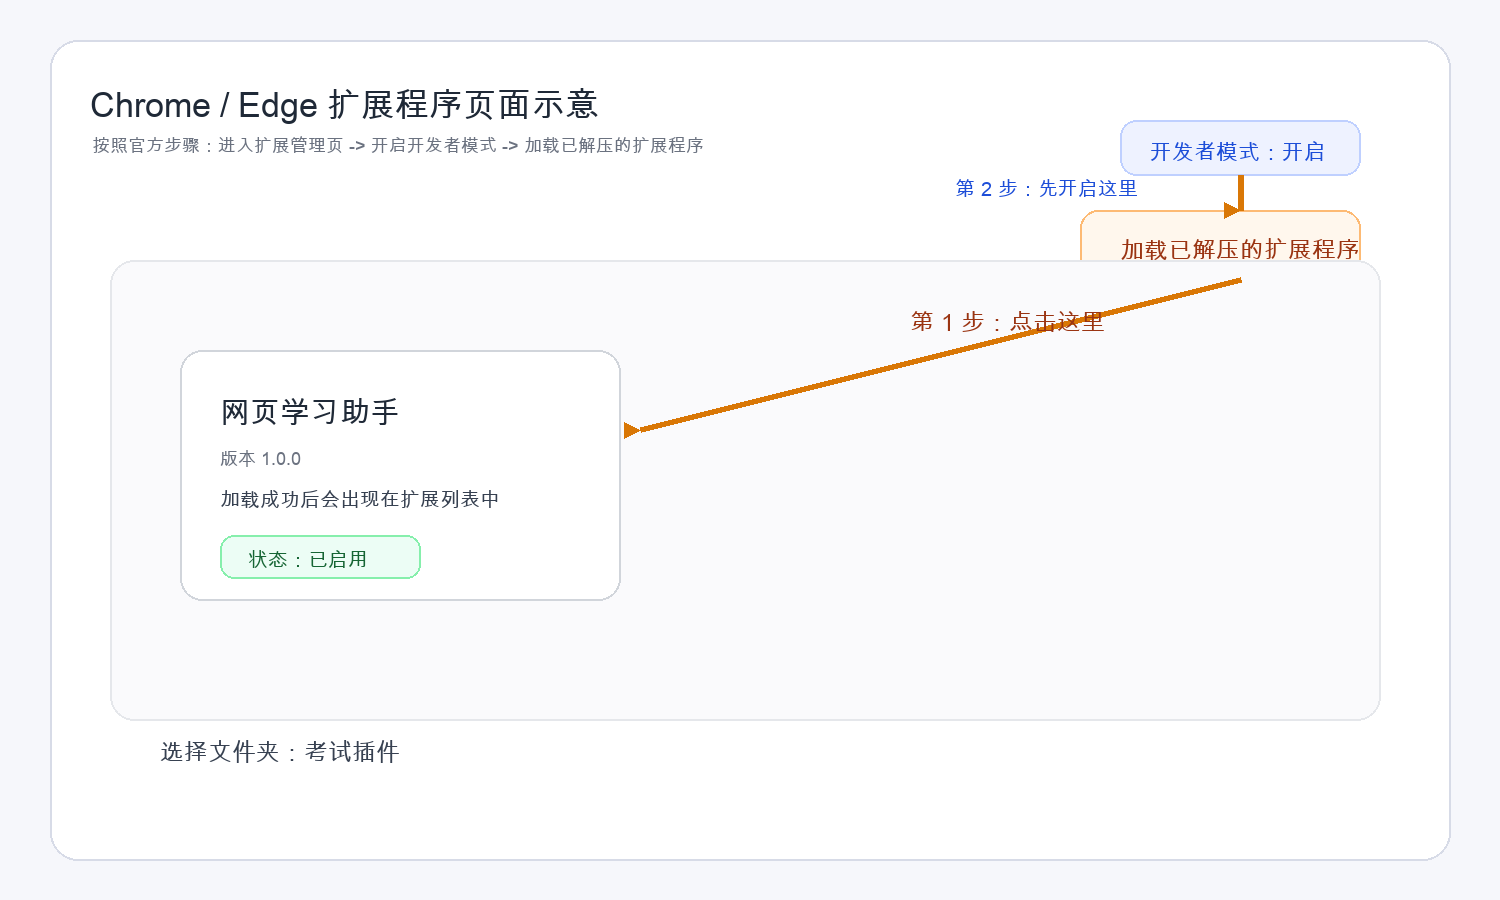 Chrome / Edge 扩展程序页面示意
按照官方步骤：进入扩展管理页 -> 开启开发者模式 -> 加载已解压的扩展程序
开发者模式：开启
第 2 步：先开启这里
加载已解压的扩展程序
第 1 步：点击这里
网页学习助手
版本 1.0.0
加载成功后会出现在扩展列表中
状态：已启用
选择文件夹：考试插件